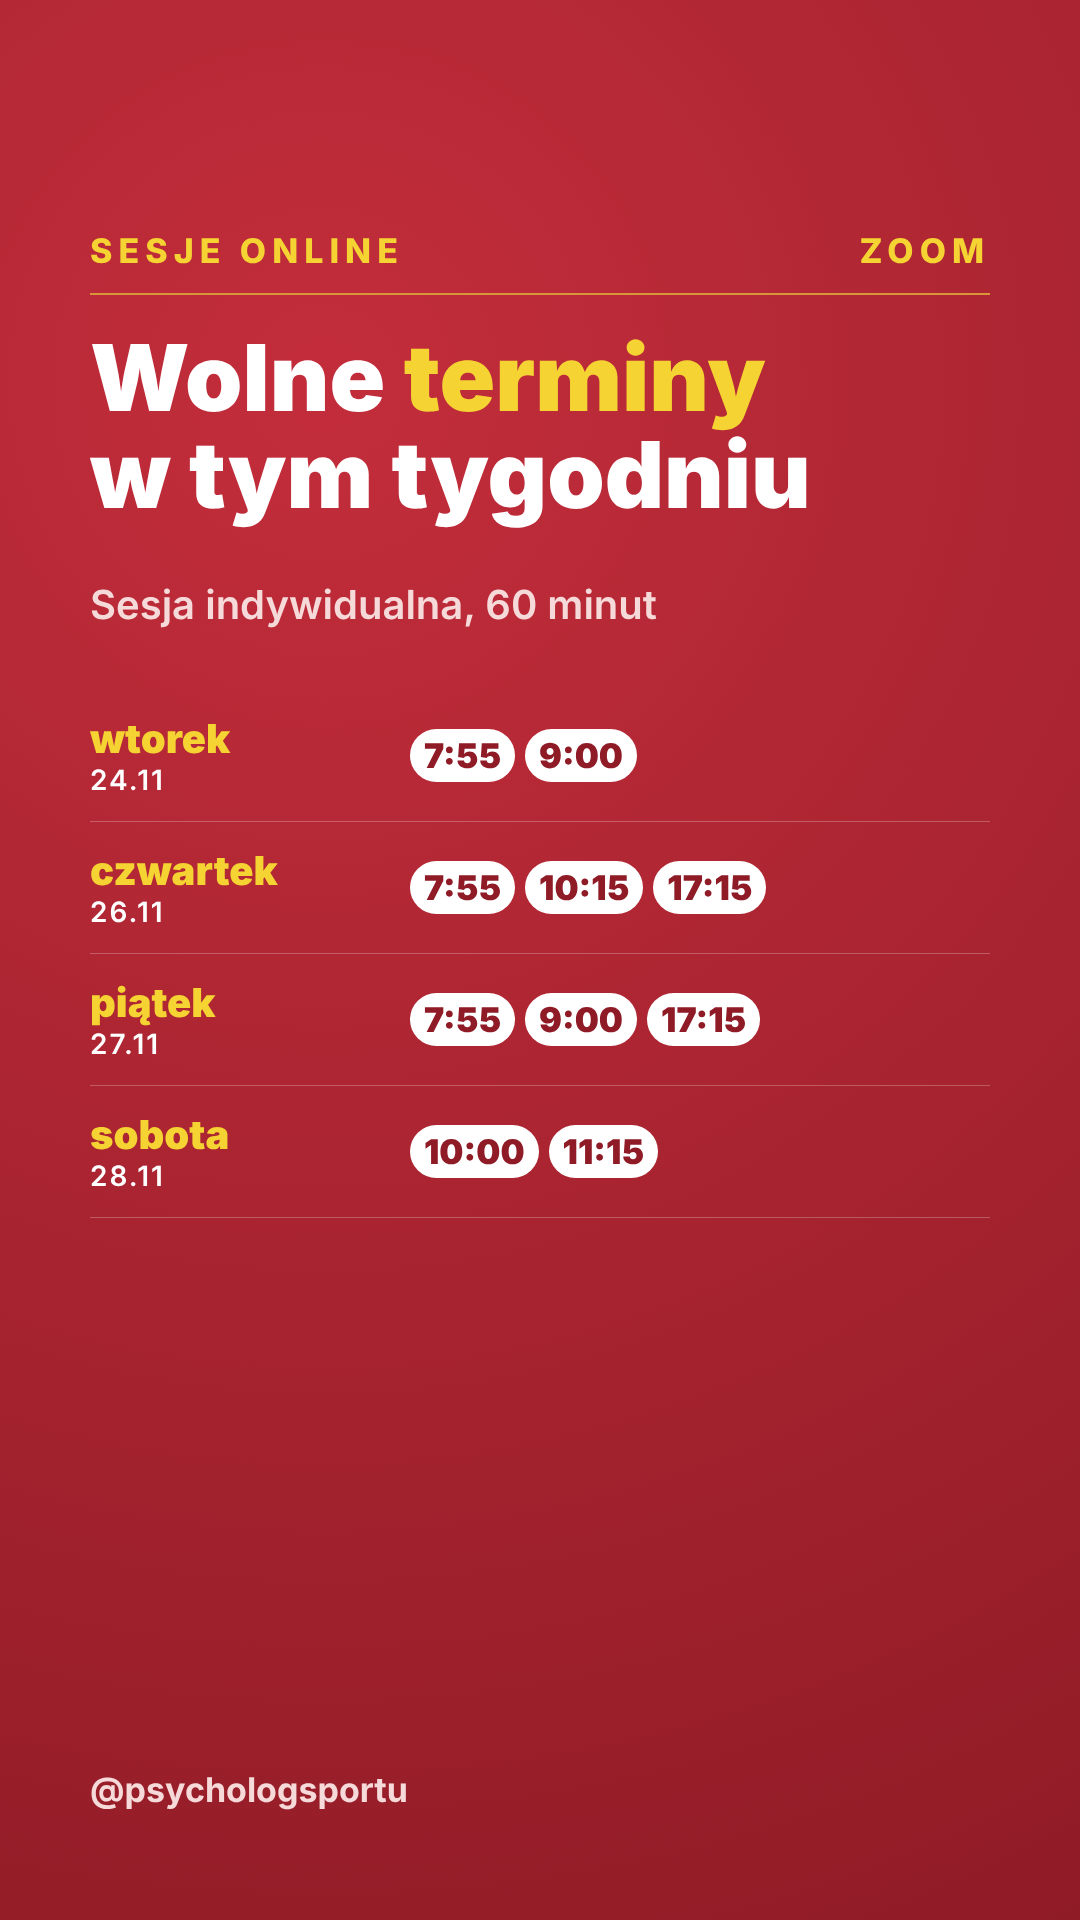 SESJE ONLINE ZOOM
Wolne terminy
w tym tygodniu
Sesja indywidualna, 60 minut
wtorek
24.11
7:55 9:00
czwartek
26.11
7:55 10:15 17:15
piątek
27.11
7:55 9:00 17:15
sobota
28.11
10:00 11:15
@psychologsportu